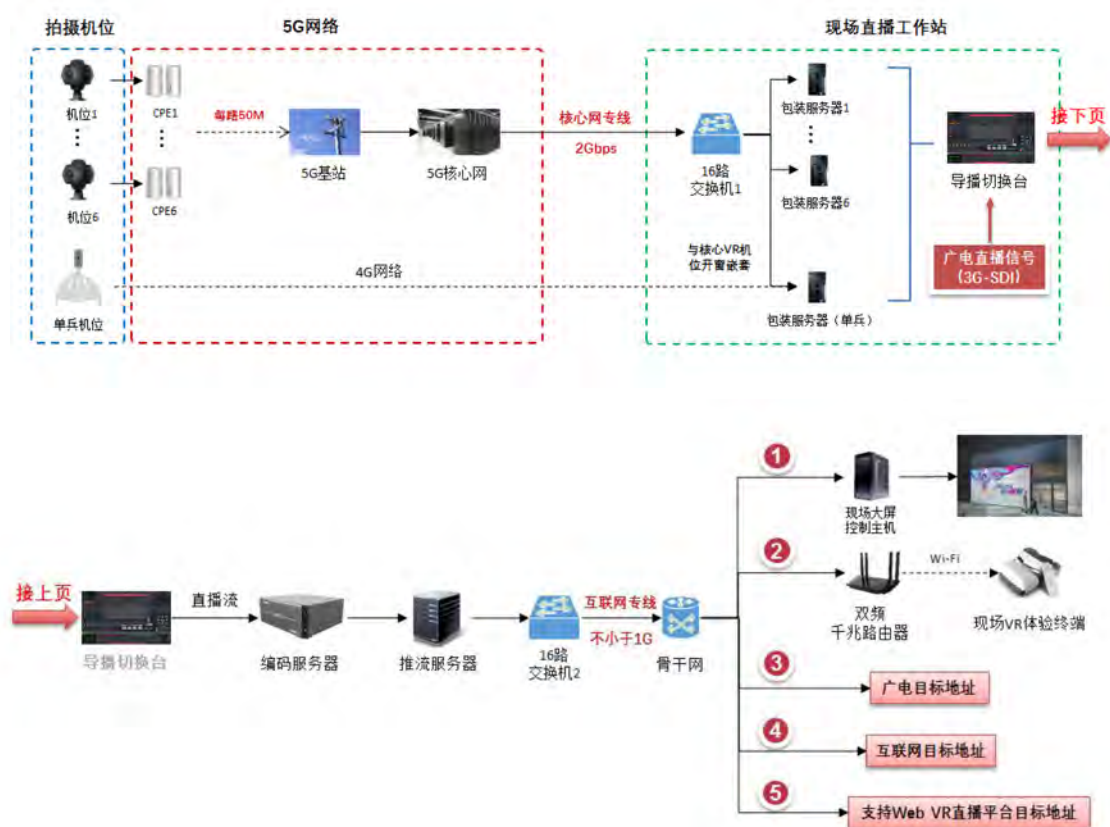 拍摄机位
5G网络
现场直播工作站
机位1
CPE1
每路50M
5G基站
5G核心网
核心网专线
2Gbps
16路
交换机1
包装服务器1
导播切换台
接下页
机位6
CPE6
包装服务器6
广电直播信号
(3G-SDI)
与核心VR机
位开窗嵌套
4G网络
单兵机位
包装服务器（单兵）
接上页
导播切换台
直播流
编码服务器
推流服务器
16路
交换机2
互联网专线
不小于1G
骨干网
1
现场大屏
控制主机
2
双频
千兆路由器
Wi-Fi
现场VR体验终端
3
广电目标地址
4
互联网目标地址
5
支持Web VR直播平台目标地址